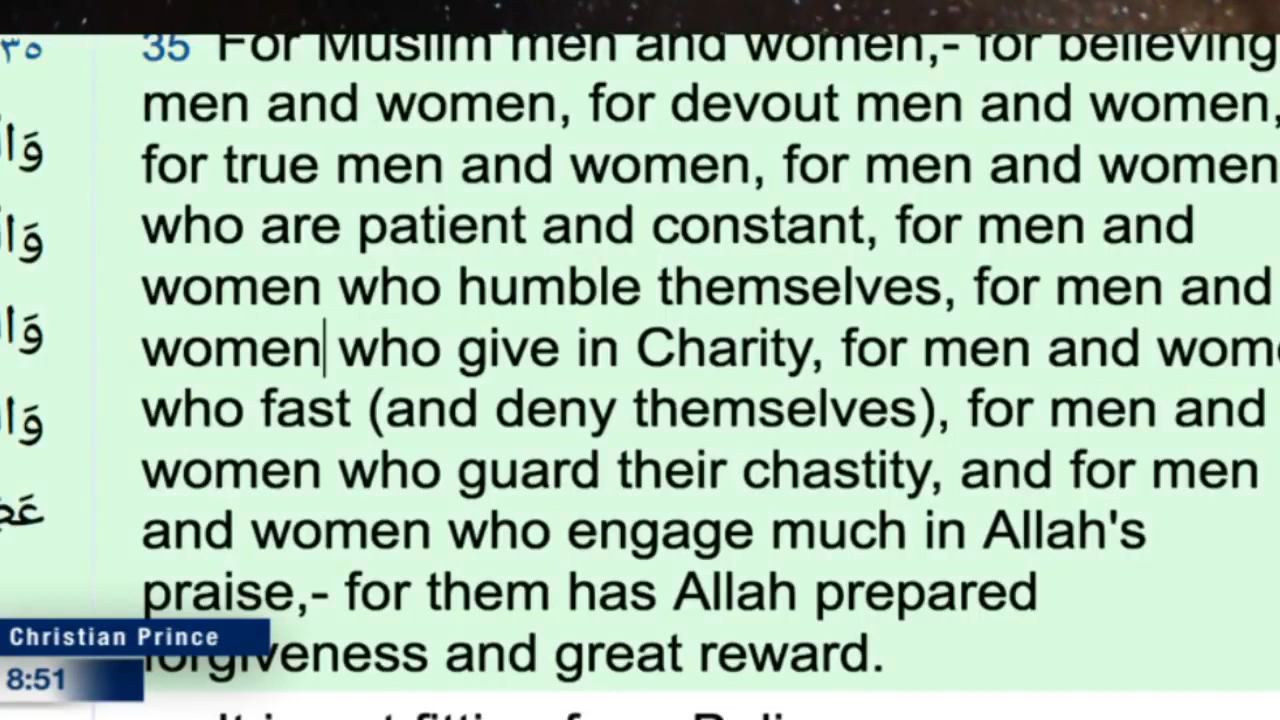 35 For Muslim men and women,- for believing
men and women, for devout men and women,
for true men and women, for men and women
who are patient and constant, for men and
women who humble themselves, for men and
women who give in Charity, for men and
who fast (and deny themselves), for men and
women who guard their chastity, and for men
and women who engage much in Allah's
praise,- for them has Allah prepared
forgiveness and great reward.
Christian Prince
8:51
٣٥